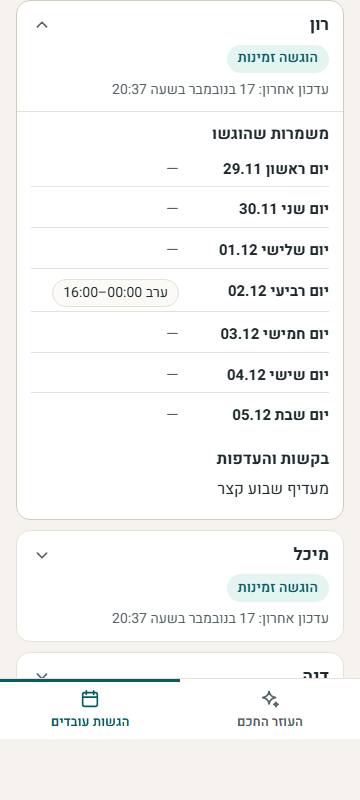 רון
הוגשה זמינות
עדכון אחרון: 17 בנובמבר בשעה 20:37
משמרות שהוגשו
יום ראשון 29.11 —
יום שני 30.11 —
יום שלישי 01.12 —
יום רביעי 02.12 ערב 16:00–00:00
יום חמישי 03.12 —
יום שישי 04.12 —
יום שבת 05.12 —
בקשות והעדפות
מעדיף שבוע קצר
מיכל
הוגשה זמינות
עדכון אחרון: 17 בנובמבר בשעה 20:37
דנה
העוזר החכם
הגשות עובדים